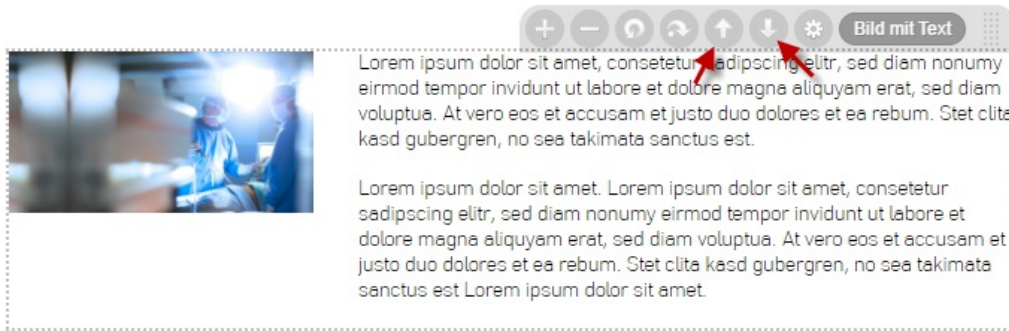 Bild mit Text
Lorem ipsum dolor sit amet, consetetur sadipscing elitr, sed diam nonumy
eirmod tempor invidunt ut labore et dolore magna aliquyam erat, sed diam
voluptua. At vero eos et accusam et justo duo dolores et ea rebum. Stet clita
kasd gubergren, no sea takimata sanctus est.
Lorem ipsum dolor sit amet. Lorem ipsum dolor sit amet, consetetur
sadipscing elitr, sed diam nonumy eirmod tempor invidunt ut labore et
dolore magna aliquyam erat, sed diam voluptua. At vero eos et accusam et
justo duo dolores et ea rebum. Stet clita kasd gubergren, no sea takimata
sanctus est Lorem ipsum dolor sit amet.